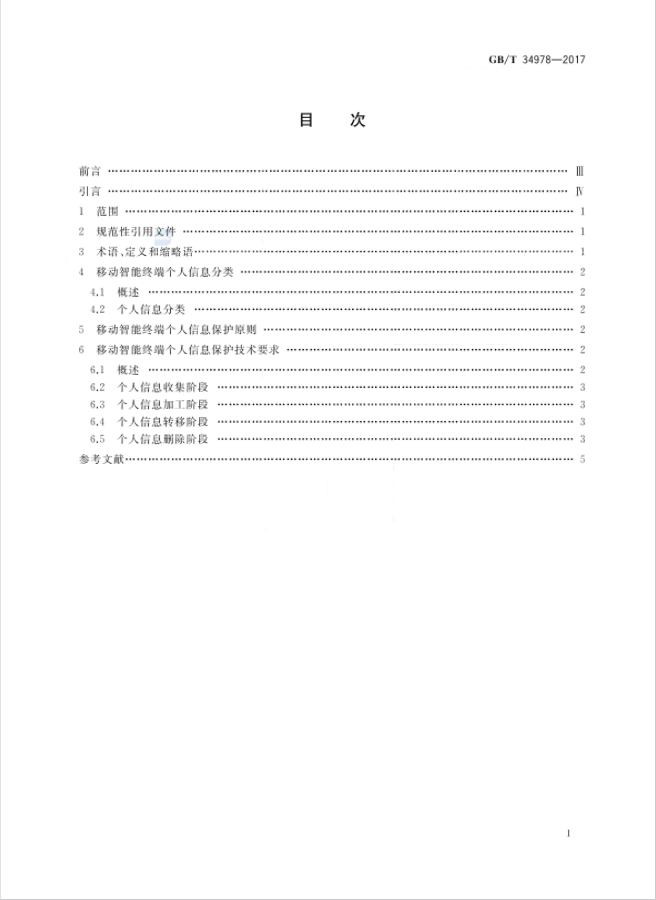 GB/T 34978—2017
目 次
前言 …………………………………………………………………………………… Ⅲ
引言 …………………………………………………………………………………… Ⅳ
1 范围 …………………………………………………………………………………… 1
2 规范性引用文件 …………………………………………………………………………… 1
3 术语、定义和缩略语 ………………………………………………………………………… 1
4 移动智能终端个人信息分类 ………………………………………………………………… 2
4.1 概述 ………………………………………………………………………………… 2
4.2 个人信息分类 ………………………………………………………………………… 2
5 移动智能终端个人信息保护原则 …………………………………………………………… 2
6 移动智能终端个人信息保护技术要求 ……………………………………………………… 2
6.1 概述 ………………………………………………………………………………… 2
6.2 个人信息收集阶段 …………………………………………………………………… 3
6.3 个人信息加工阶段 …………………………………………………………………… 3
6.4 个人信息转移阶段 …………………………………………………………………… 3
6.5 个人信息删除阶段 …………………………………………………………………… 3
参考文献 ………………………………………………………………………………… 5
Ⅰ